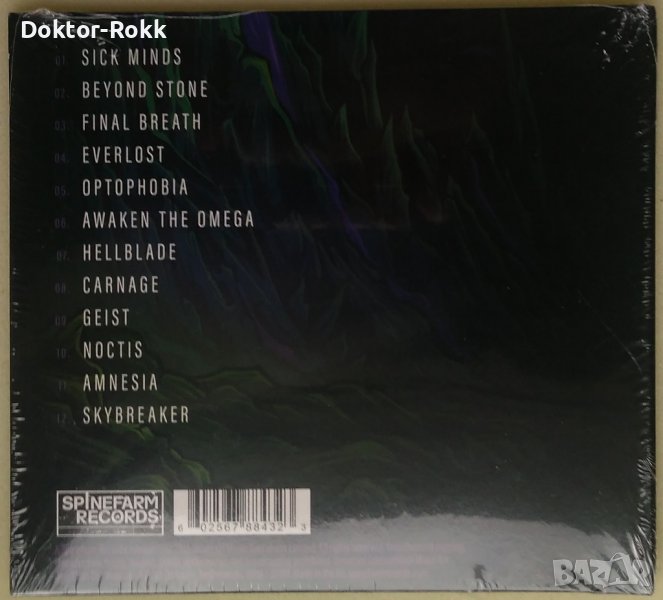 Doktor-Rokk
01. SICK MINDS
02. BEYOND STONE
03. FINAL BREATH
04. EVERLOST
05. OPTOPHOBIA
06. AWAKEN THE OMEGA
07. HELLBLADE
08. CARNAGE
09. GEIST
10. NOCTIS
11. AMNESIA
12. SKYBREAKER
SPINEFARM
RECORDS
6 02567 88432 3
BAZAR